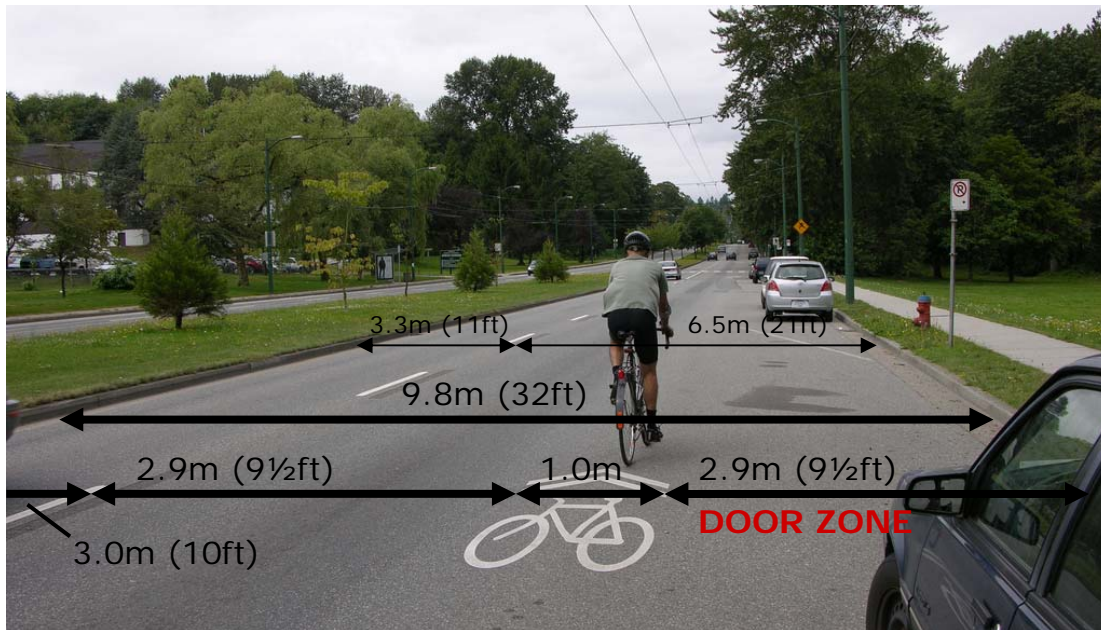 3.3m (11ft)
6.5m (21ft)
9.8m (32ft)
2.9m (9½ft)
1.0m
2.9m (9½ft)
DOOR ZONE
3.0m (10ft)